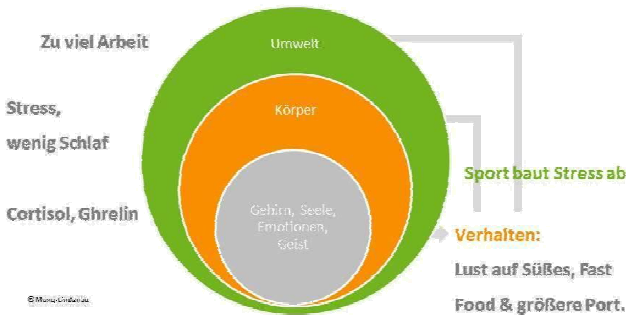 Zu viel Arbeit
Umwelt
Stress,
wenig Schlaf
Körper
Sport baut Stress ab
Cortisol, Ghrelin
Gehirn, Seele,
Emotionen,
Geist
Verhalten:
Lust auf Süßes, Fast
Food & größere Port.
©